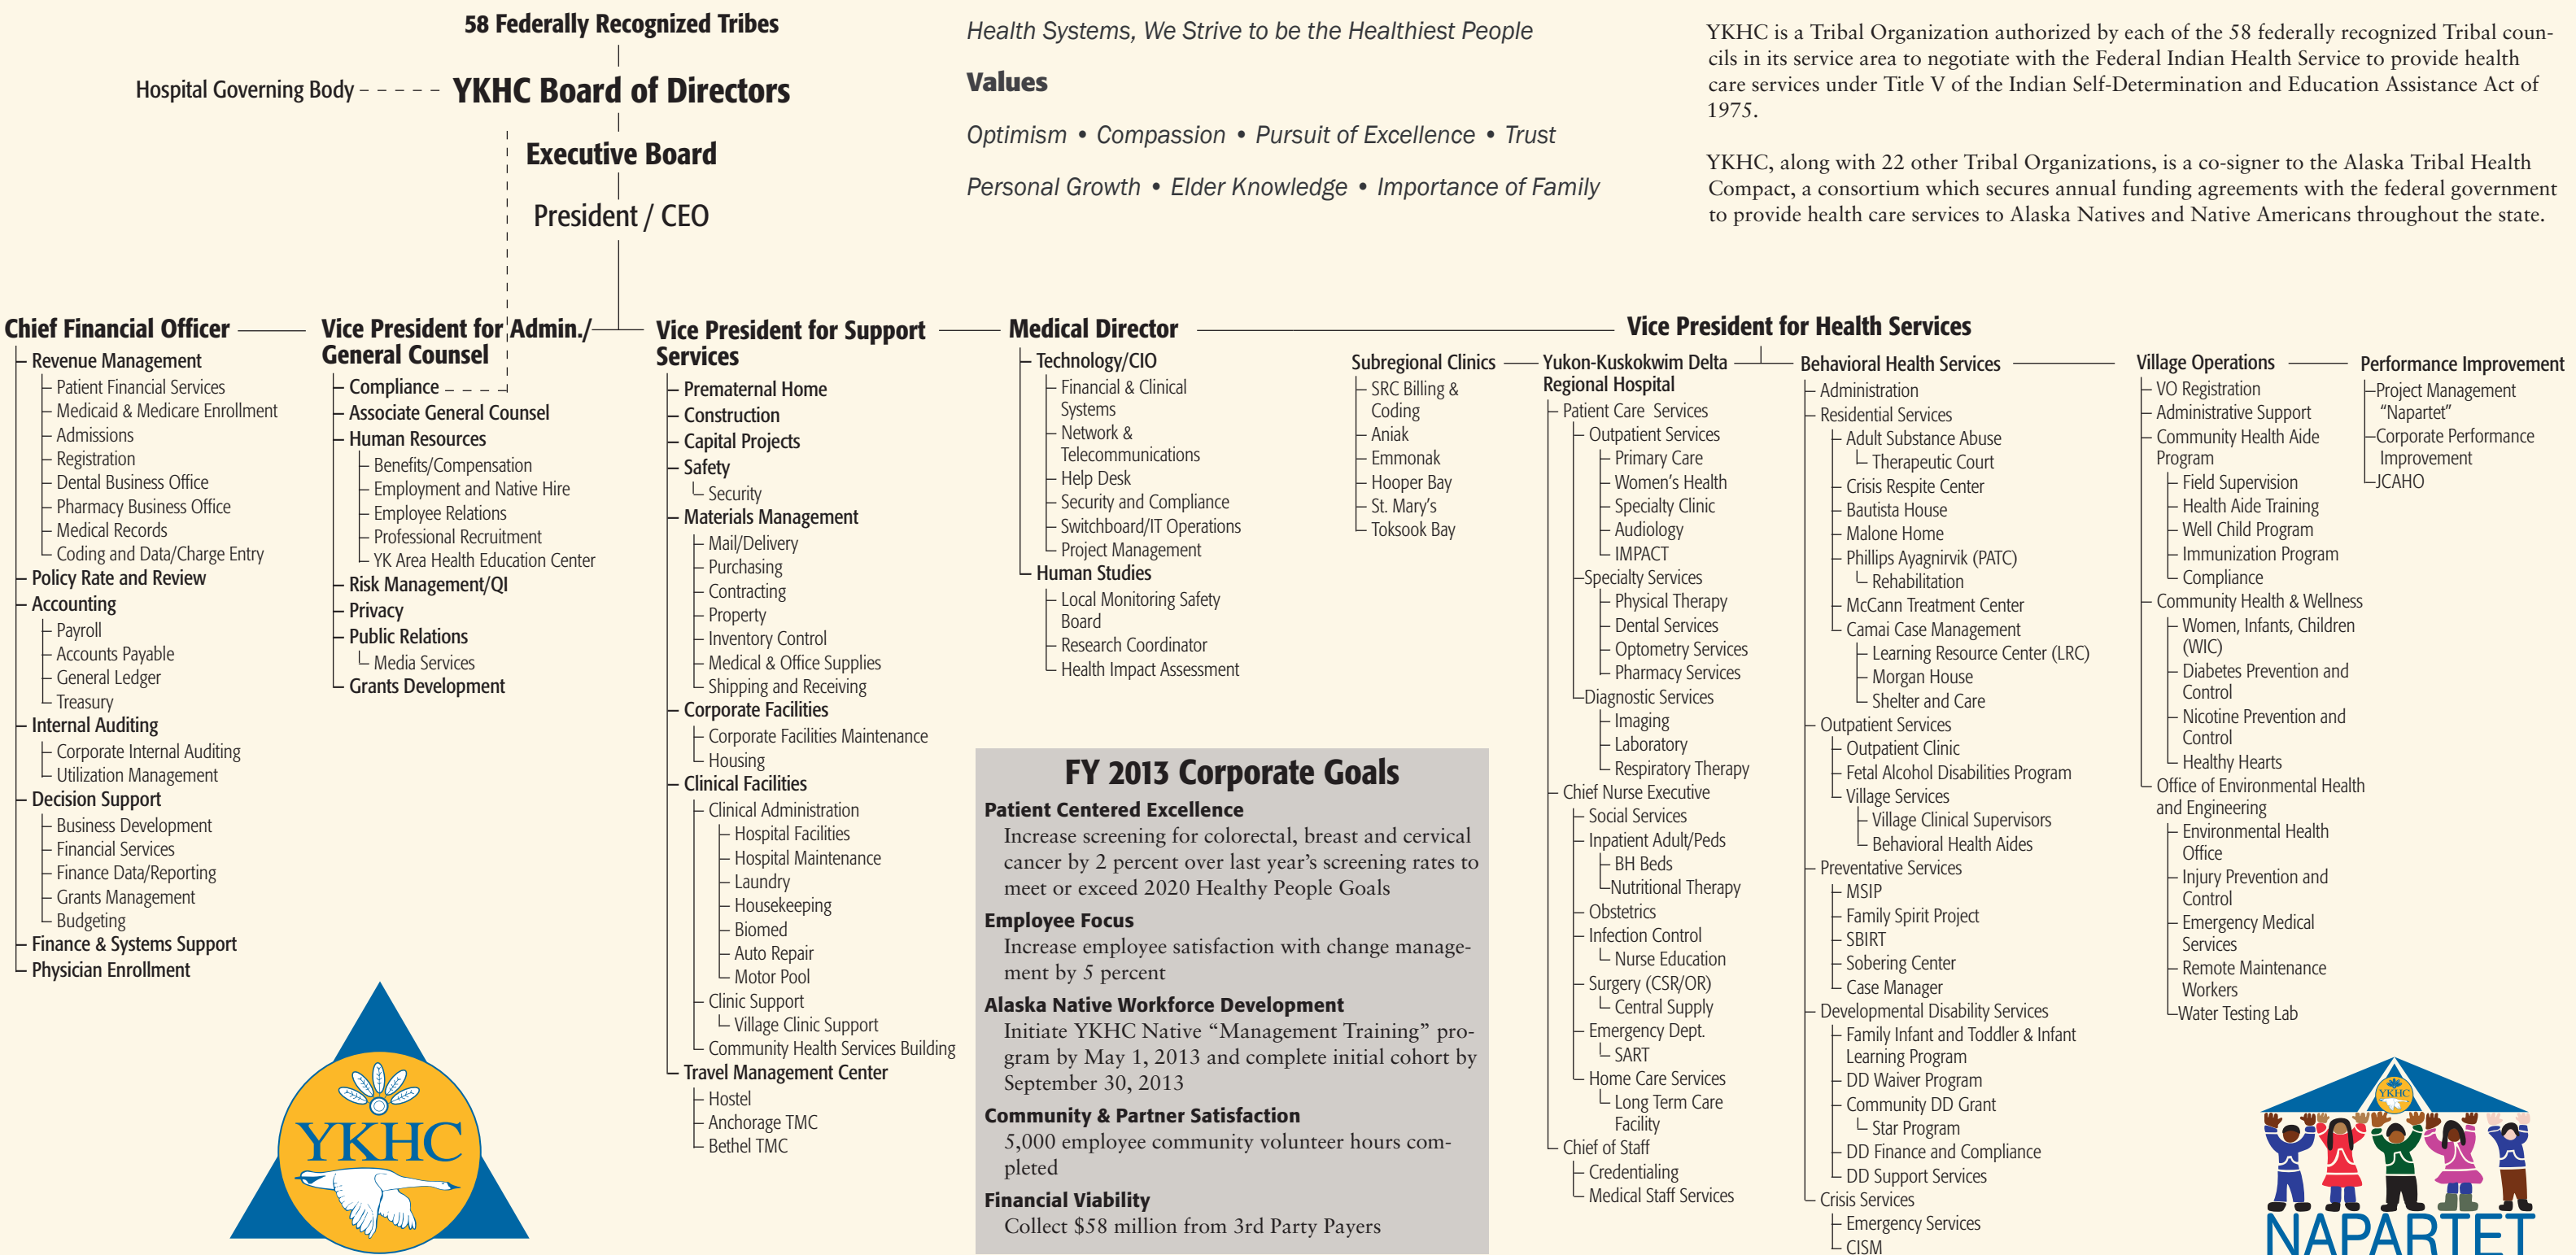 58 Federally Recognized Tribes
Hospital Governing Body
YKHC Board of Directors
Executive Board
President / CEO
Health Systems, We Strive to be the Healthiest People
Values
Optimism • Compassion • Pursuit of Excellence • Trust
Personal Growth • Elder Knowledge • Importance of Family
YKHC is a Tribal Organization authorized by each of the 58 federally recognized Tribal coun-
cils in its service area to negotiate with the Federal Indian Health Service to provide health
care services under Title V of the Indian Self-Determination and Education Assistance Act of
1975.
YKHC, along with 22 other Tribal Organizations, is a co-signer to the Alaska Tribal Health
Compact, a consortium which secures annual funding agreements with the federal government
to provide health care services to Alaska Natives and Native Americans throughout the state.
Chief Financial Officer
Revenue Management
Patient Financial Services
Medicaid & Medicare Enrollment
Admissions
Registration
Dental Business Office
Pharmacy Business Office
Medical Records
Coding and Data/Charge Entry
Policy Rate and Review
Accounting
Payroll
Accounts Payable
General Ledger
Treasury
Internal Auditing
Corporate Internal Auditing
Utilization Management
Decision Support
Business Development
Financial Services
Finance Data/Reporting
Grants Management
Budgeting
Finance & Systems Support
Physician Enrollment
Vice President for Admin./
General Counsel
Compliance
Associate General Counsel
Human Resources
Benefits/Compensation
Employment and Native Hire
Employee Relations
Professional Recruitment
YK Area Health Education Center
Risk Management/QI
Privacy
Public Relations
Media Services
Grants Development
Vice President for Support
Services
Prematernal Home
Construction
Capital Projects
Safety
Security
Materials Management
Mail/Delivery
Purchasing
Contracting
Property
Inventory Control
Medical & Office Supplies
Shipping and Receiving
Corporate Facilities
Corporate Facilities Maintenance
Housing
Clinical Facilities
Clinical Administration
Hospital Facilities
Hospital Maintenance
Laundry
Housekeeping
Biomed
Auto Repair
Motor Pool
Clinic Support
Village Clinic Support
Community Health Services Building
Travel Management Center
Hostel
Anchorage TMC
Bethel TMC
Medical Director
Technology/CIO
Financial & Clinical
Systems
Network &
Telecommunications
Help Desk
Security and Compliance
Switchboard/IT Operations
Project Management
Human Studies
Local Monitoring Safety
Board
Research Coordinator
Health Impact Assessment
Vice President for Health Services
Subregional Clinics
SRC Billing &
Coding
Aniak
Emmonak
Hooper Bay
St. Mary's
Toksook Bay
Yukon-Kuskokwim Delta
Regional Hospital
Patient Care Services
Outpatient Services
Primary Care
Women's Health
Specialty Clinic
Audiology
IMPACT
Specialty Services
Physical Therapy
Dental Services
Optometry Services
Pharmacy Services
Diagnostic Services
Imaging
Laboratory
Respiratory Therapy
Chief Nurse Executive
Social Services
Inpatient Adult/Peds
BH Beds
Nutritional Therapy
Obstetrics
Infection Control
Nurse Education
Surgery (CSR/OR)
Central Supply
Emergency Dept.
SART
Home Care Services
Long Term Care
Facility
Chief of Staff
Credentialing
Medical Staff Services
Behavioral Health Services
Administration
Residential Services
Adult Substance Abuse
Therapeutic Court
Crisis Respite Center
Bautista House
Malone Home
Phillips Ayagnirvik (PATC)
Rehabilitation
McCann Treatment Center
Camai Case Management
Learning Resource Center (LRC)
Morgan House
Shelter and Care
Outpatient Services
Outpatient Clinic
Fetal Alcohol Disabilities Program
Village Services
Village Clinical Supervisors
Behavioral Health Aides
Preventative Services
MSIP
Family Spirit Project
SBIRT
Sobering Center
Case Manager
Developmental Disability Services
Family Infant and Toddler & Infant
Learning Program
DD Waiver Program
Community DD Grant
Star Program
DD Finance and Compliance
DD Support Services
Crisis Services
Emergency Services
CISM
Village Operations
VO Registration
Administrative Support
Community Health Aide
Program
Field Supervision
Health Aide Training
Well Child Program
Immunization Program
Compliance
Community Health & Wellness
Women, Infants, Children
(WIC)
Diabetes Prevention and
Control
Nicotine Prevention and
Control
Healthy Hearts
Office of Environmental Health
and Engineering
Environmental Health
Office
Injury Prevention and
Control
Emergency Medical
Services
Remote Maintenance
Workers
Water Testing Lab
Performance Improvement
Project Management
"Napartet"
Corporate Performance
Improvement
JCAHO
FY 2013 Corporate Goals
Patient Centered Excellence
Increase screening for colorectal, breast and cervical
cancer by 2 percent over last year's screening rates to
meet or exceed 2020 Healthy People Goals
Employee Focus
Increase employee satisfaction with change manage-
ment by 5 percent
Alaska Native Workforce Development
Initiate YKHC Native "Management Training" pro-
gram by May 1, 2013 and complete initial cohort by
September 30, 2013
Community & Partner Satisfaction
5,000 employee community volunteer hours com-
pleted
Financial Viability
Collect $58 million from 3rd Party Payers
YKHC
YKHC
NAPARTET